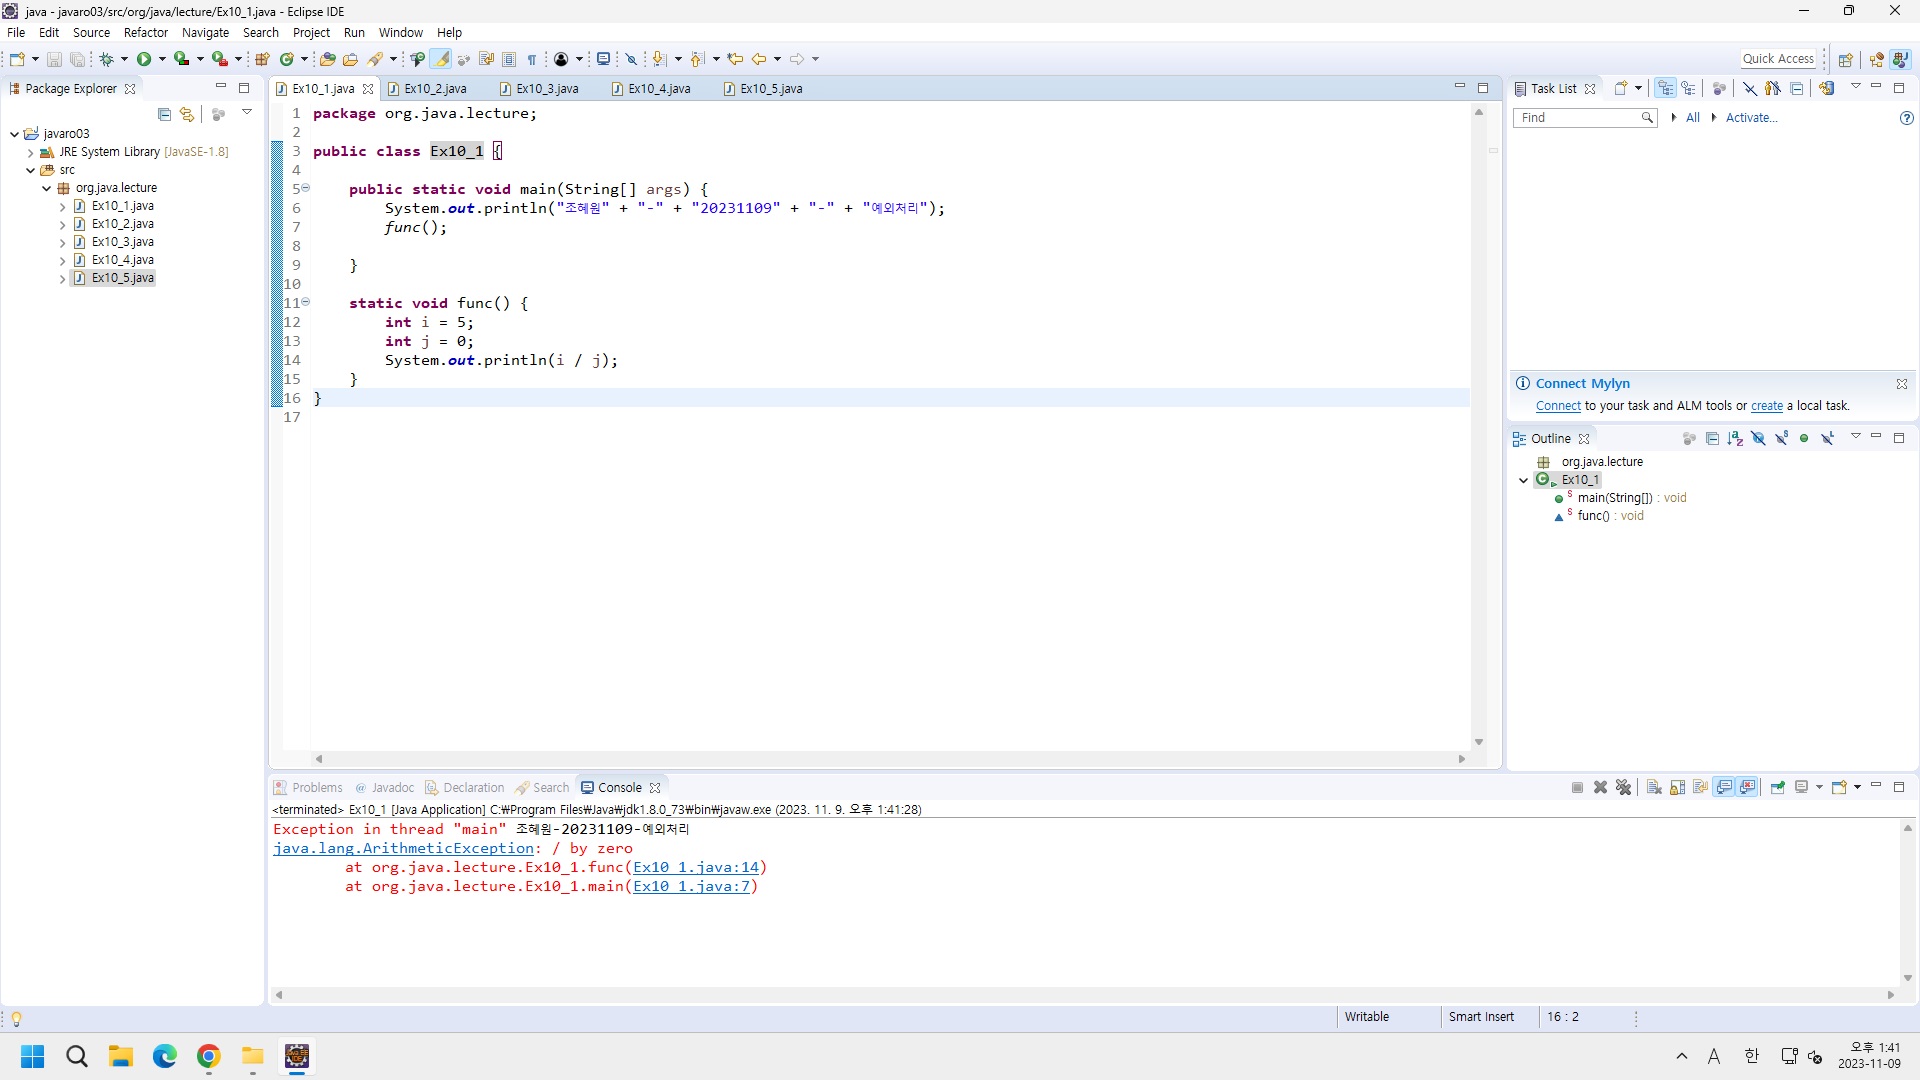 java - javaro03/src/org/java/lecture/Ex10_1.java - Eclipse IDE
File Edit Source Refactor Navigate Search Project Run Window Help
Quick Access
Package Explorer
javaro03
JRE System Library [JavaSE-1.8]
src
org.java.lecture
Ex10_1.java
Ex10_2.java
Ex10_3.java
Ex10_4.java
Ex10_5.java
Ex10_1.java Ex10_2.java Ex10_3.java Ex10_4.java Ex10_5.java
1 package org.java.lecture;
2
3 public class Ex10_1 {
4
5 public static void main(String[] args) {
6 System.out.println("조혜원" + "-" + "20231109" + "-" + "예외처리");
7 func();
8
9 }
10
11 static void func() {
12 int i = 5;
13 int j = 0;
14 System.out.println(i / j);
15 }
16 }
17
Task List
Find All Activate...
Connect Mylyn
Connect to your task and ALM tools or create a local task.
Outline
org.java.lecture
Ex10_1
main(String[]) : void
func() : void
Problems Javadoc Declaration Search Console
<terminated> Ex10_1 [Java Application] C:₩Program Files₩Java₩jdk1.8.0_73₩bin₩javaw.exe (2023. 11. 9. 오후 1:41:28)
Exception in thread "main" 조혜원-20231109-예외처리
java.lang.ArithmeticException: / by zero
at org.java.lecture.Ex10_1.func(Ex10_1.java:14)
at org.java.lecture.Ex10_1.main(Ex10_1.java:7)
Writable Smart Insert 16 : 2
A 한 오후 1:41
2023-11-09